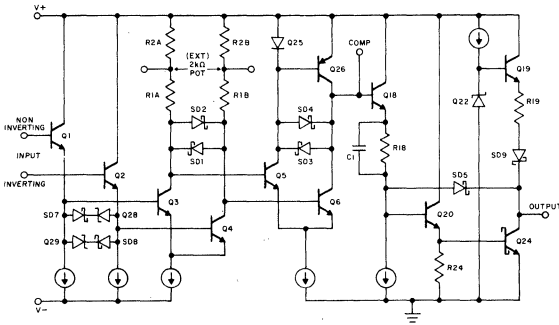 V+
R2A
R2B
Q25
(EXT)
2kΩ
POT
COMP
Q26
Q19
R1A
R1B
Q18
Q22
R19
NON
INVERTING
Q1
SD2
SD4
INPUT
C1
R18
SD9
SD1
SD3
INVERTING
Q2
Q3
Q5
Q6
SD5
SD7
Q28
Q4
Q20
OUTPUT
Q29
SD8
Q24
R24
V−